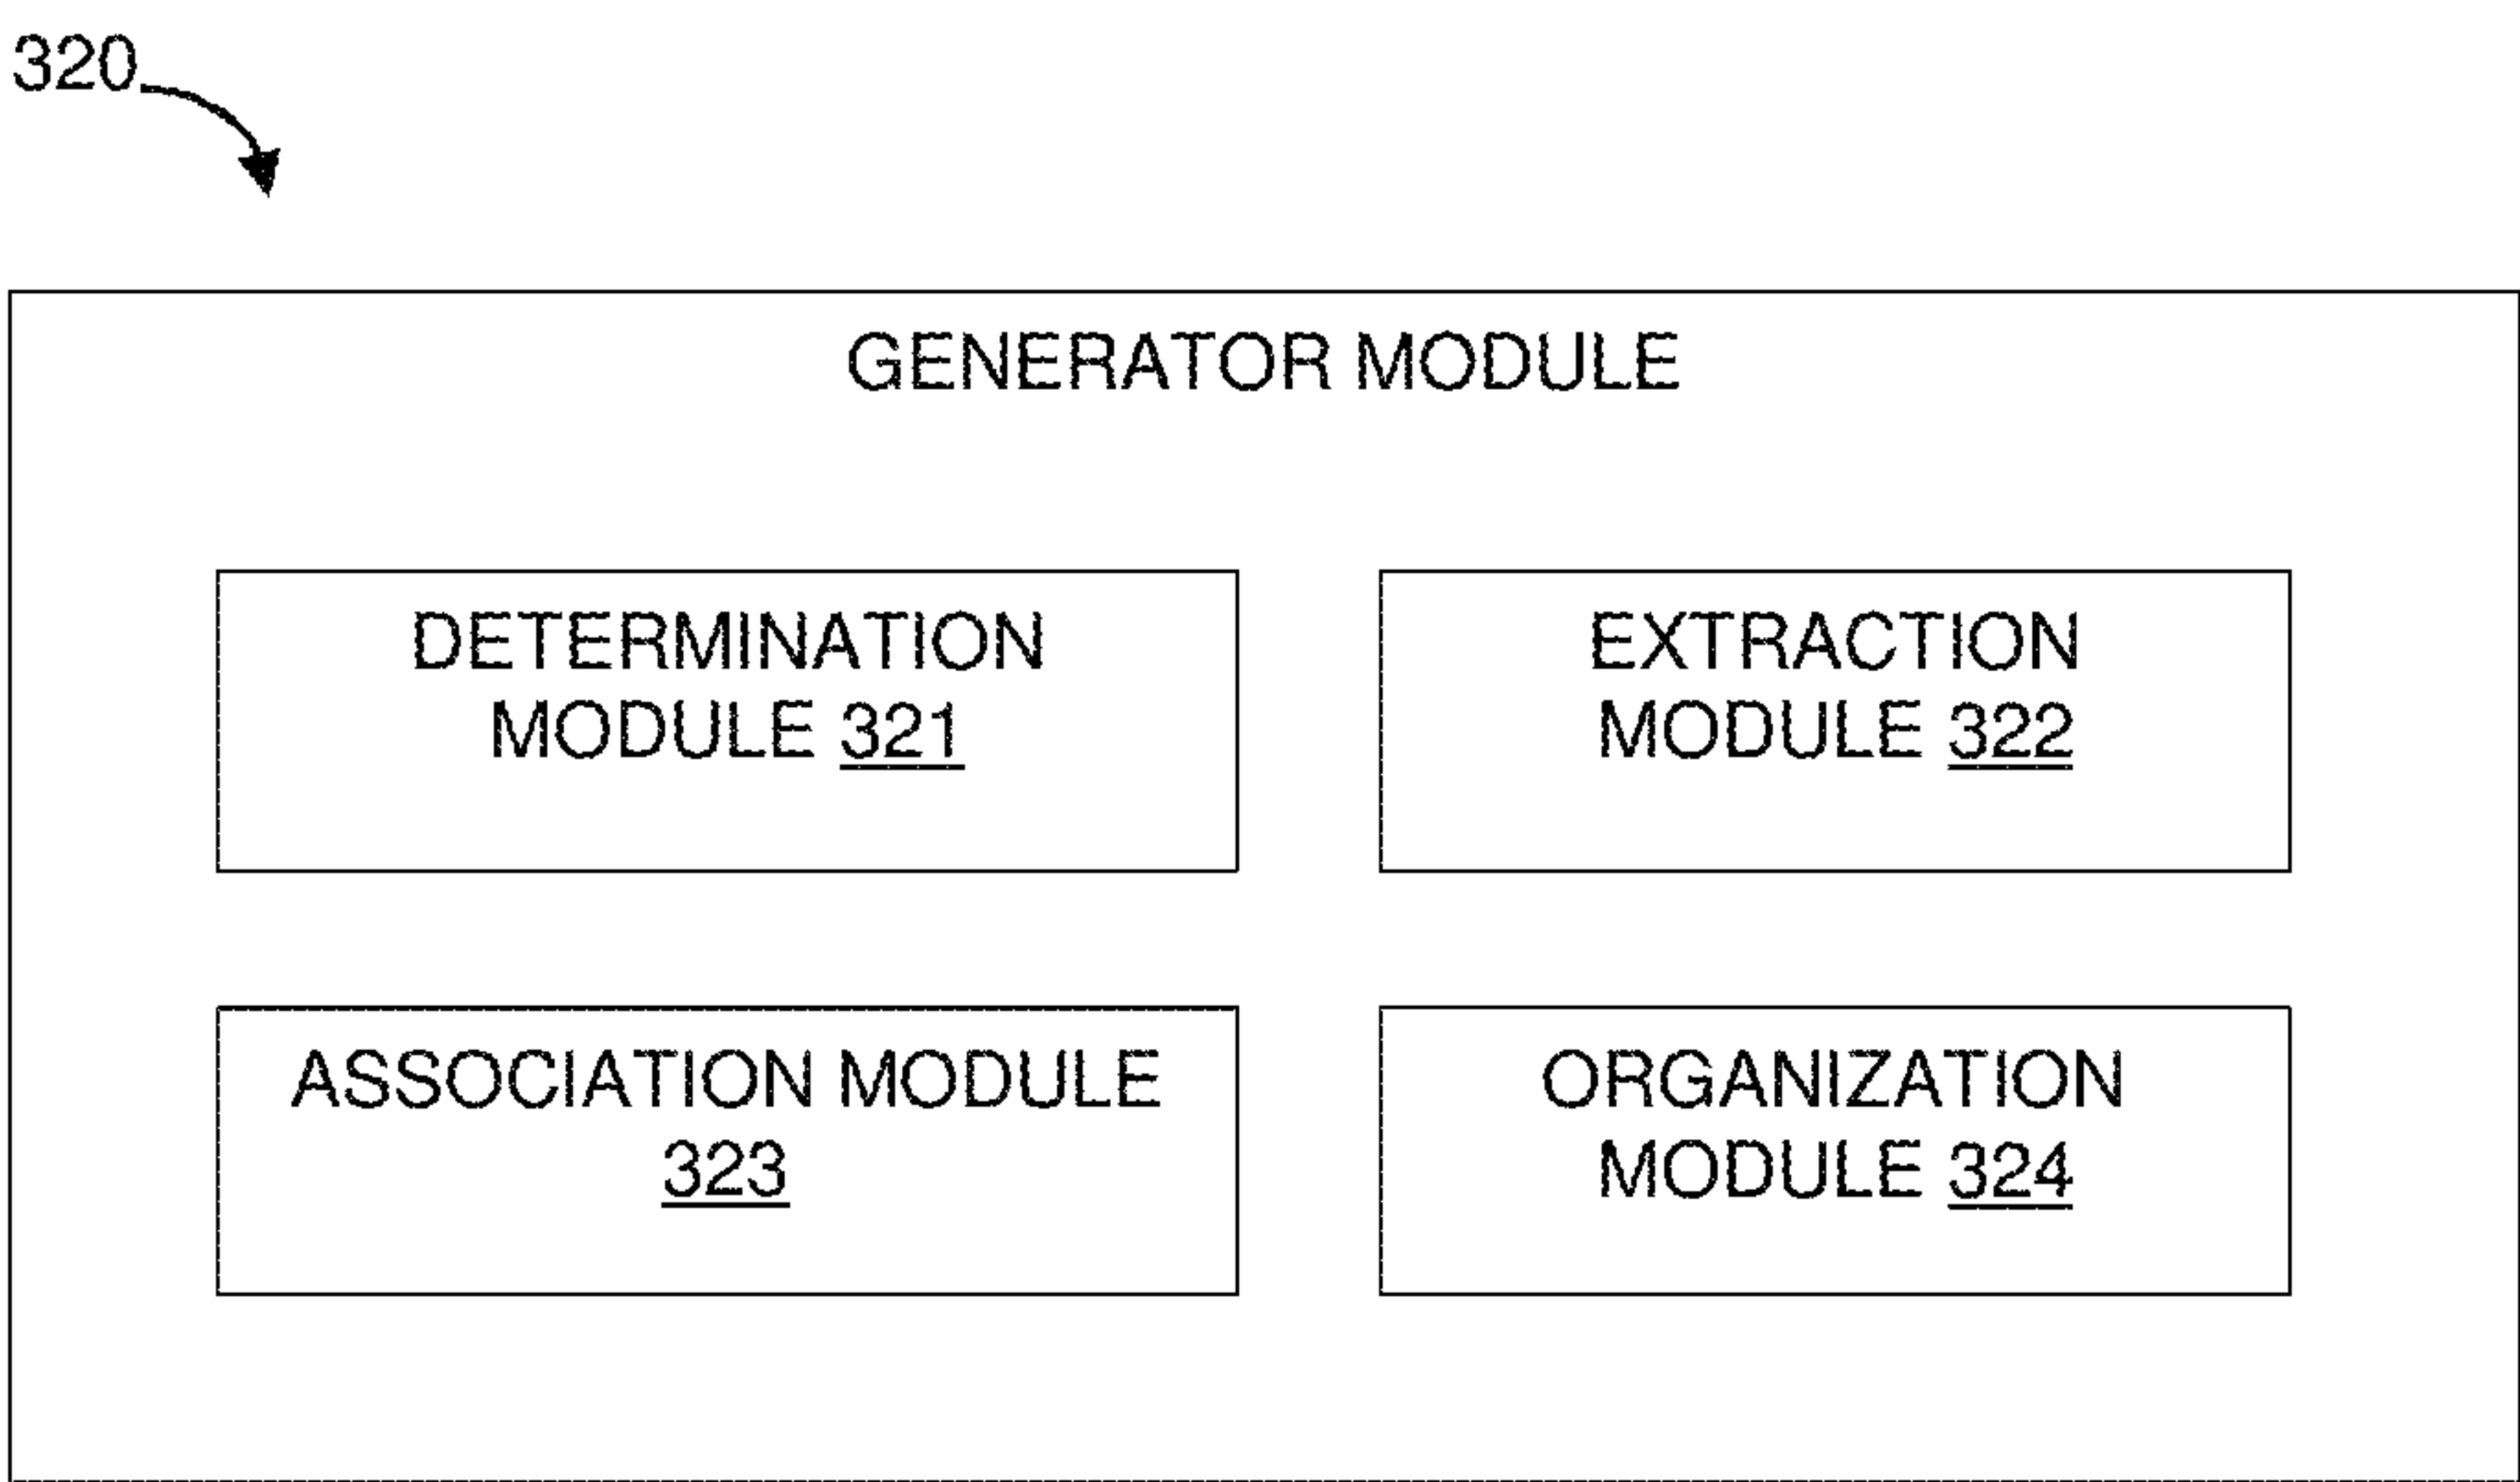 320
GENERATOR MODULE
DETERMINATION
MODULE 321
EXTRACTION
MODULE 322
ASSOCIATION MODULE
323
ORGANIZATION
MODULE 324